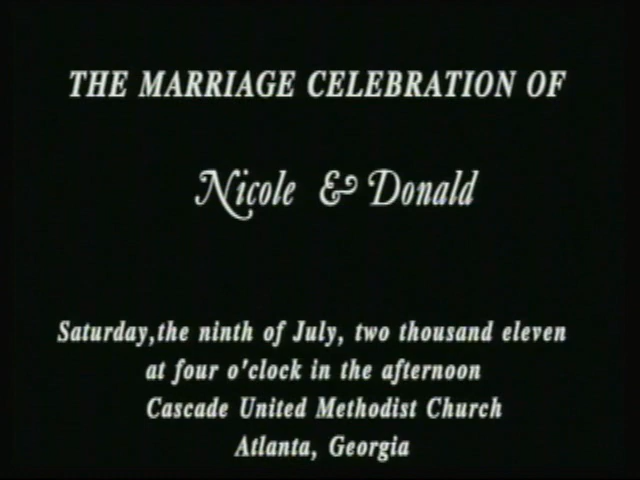 THE MARRIAGE CELEBRATION OF
Nicole & Donald
Saturday,the ninth of July, two thousand eleven
at four o'clock in the afternoon
Cascade United Methodist Church
Atlanta, Georgia